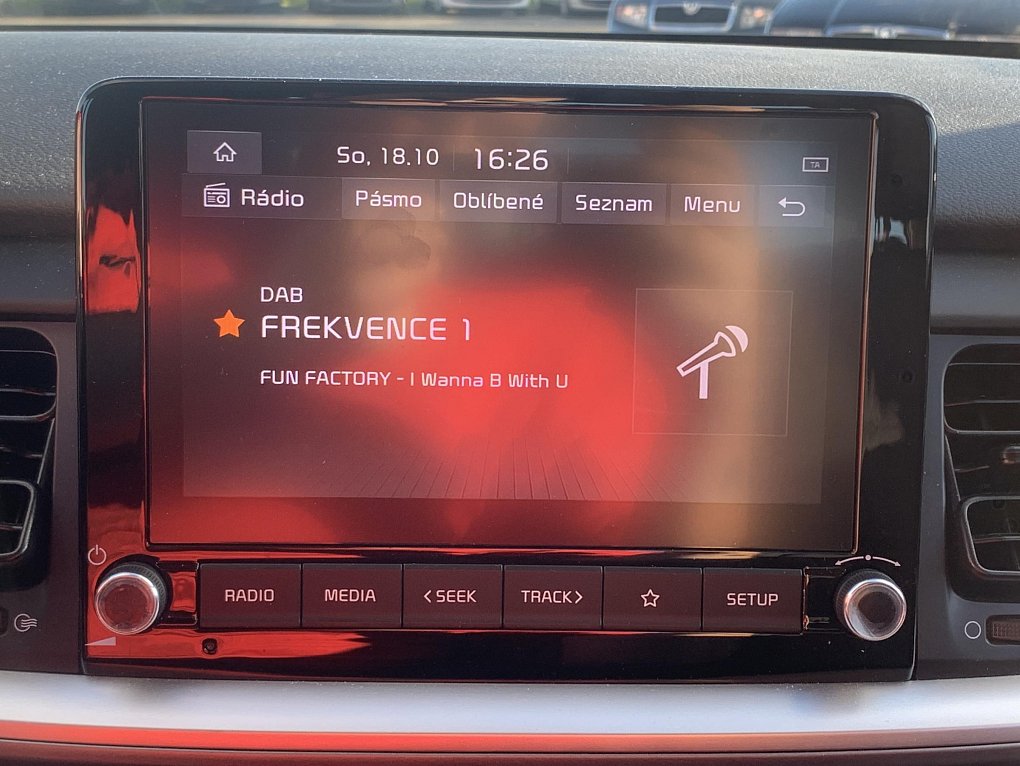 So, 18.10 16:26 TA
Rádio Pásmo Oblíbené Seznam Menu
DAB
FREKVENCE 1
FUN FACTORY - I Wanna B With U
RADIO MEDIA <SEEK TRACK> SETUP